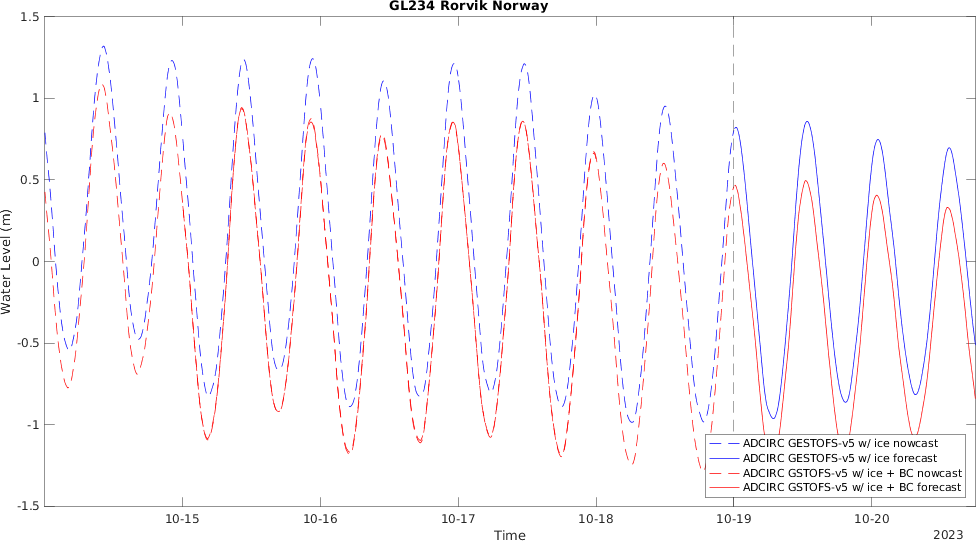 GL234 Rorvik Norway
1.5
1
0.5
0
-0.5
-1
-1.5
Water Level (m)
10-15 10-16 10-17 10-18 10-19 10-20
Time
2023
ADCIRC GESTOFS-v5 w/ ice nowcast
ADCIRC GESTOFS-v5 w/ ice forecast
ADCIRC GSTOFS-v5 w/ ice + BC nowcast
ADCIRC GSTOFS-v5 w/ ice + BC forecast